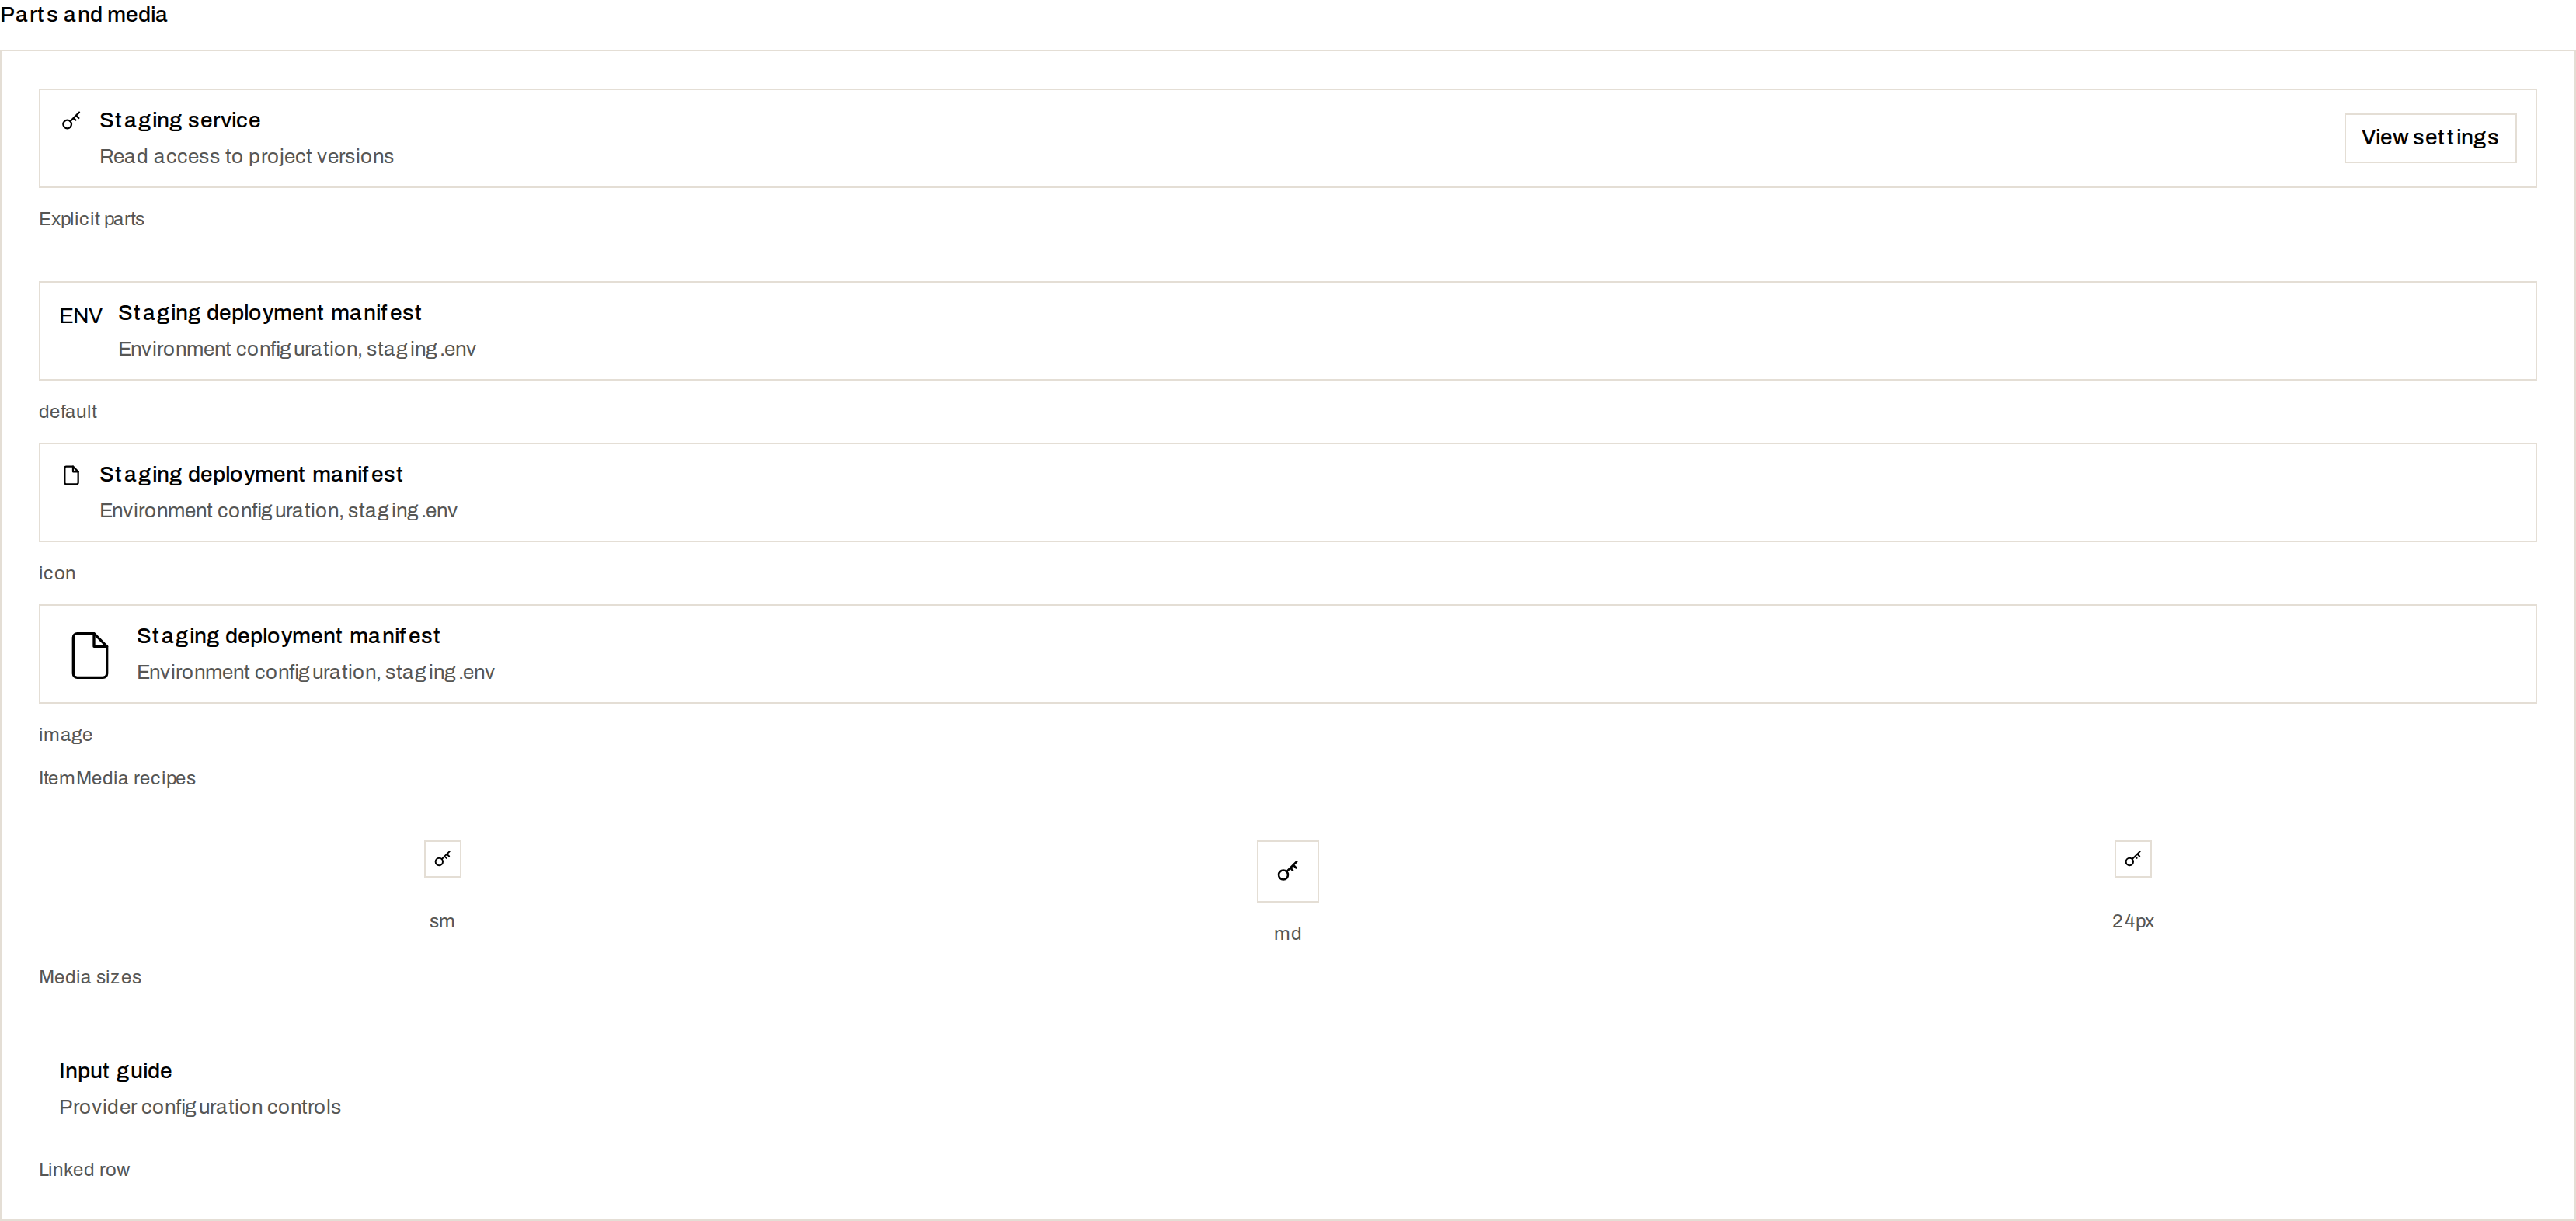 Parts and media
Staging service
Read access to project versions
View settings
Explicit parts
ENV
Staging deployment manifest
Environment configuration, staging.env
default
Staging deployment manifest
Environment configuration, staging.env
icon
Staging deployment manifest
Environment configuration, staging.env
image
ItemMedia recipes
sm
md
24px
Media sizes
Input guide
Provider configuration controls
Linked row